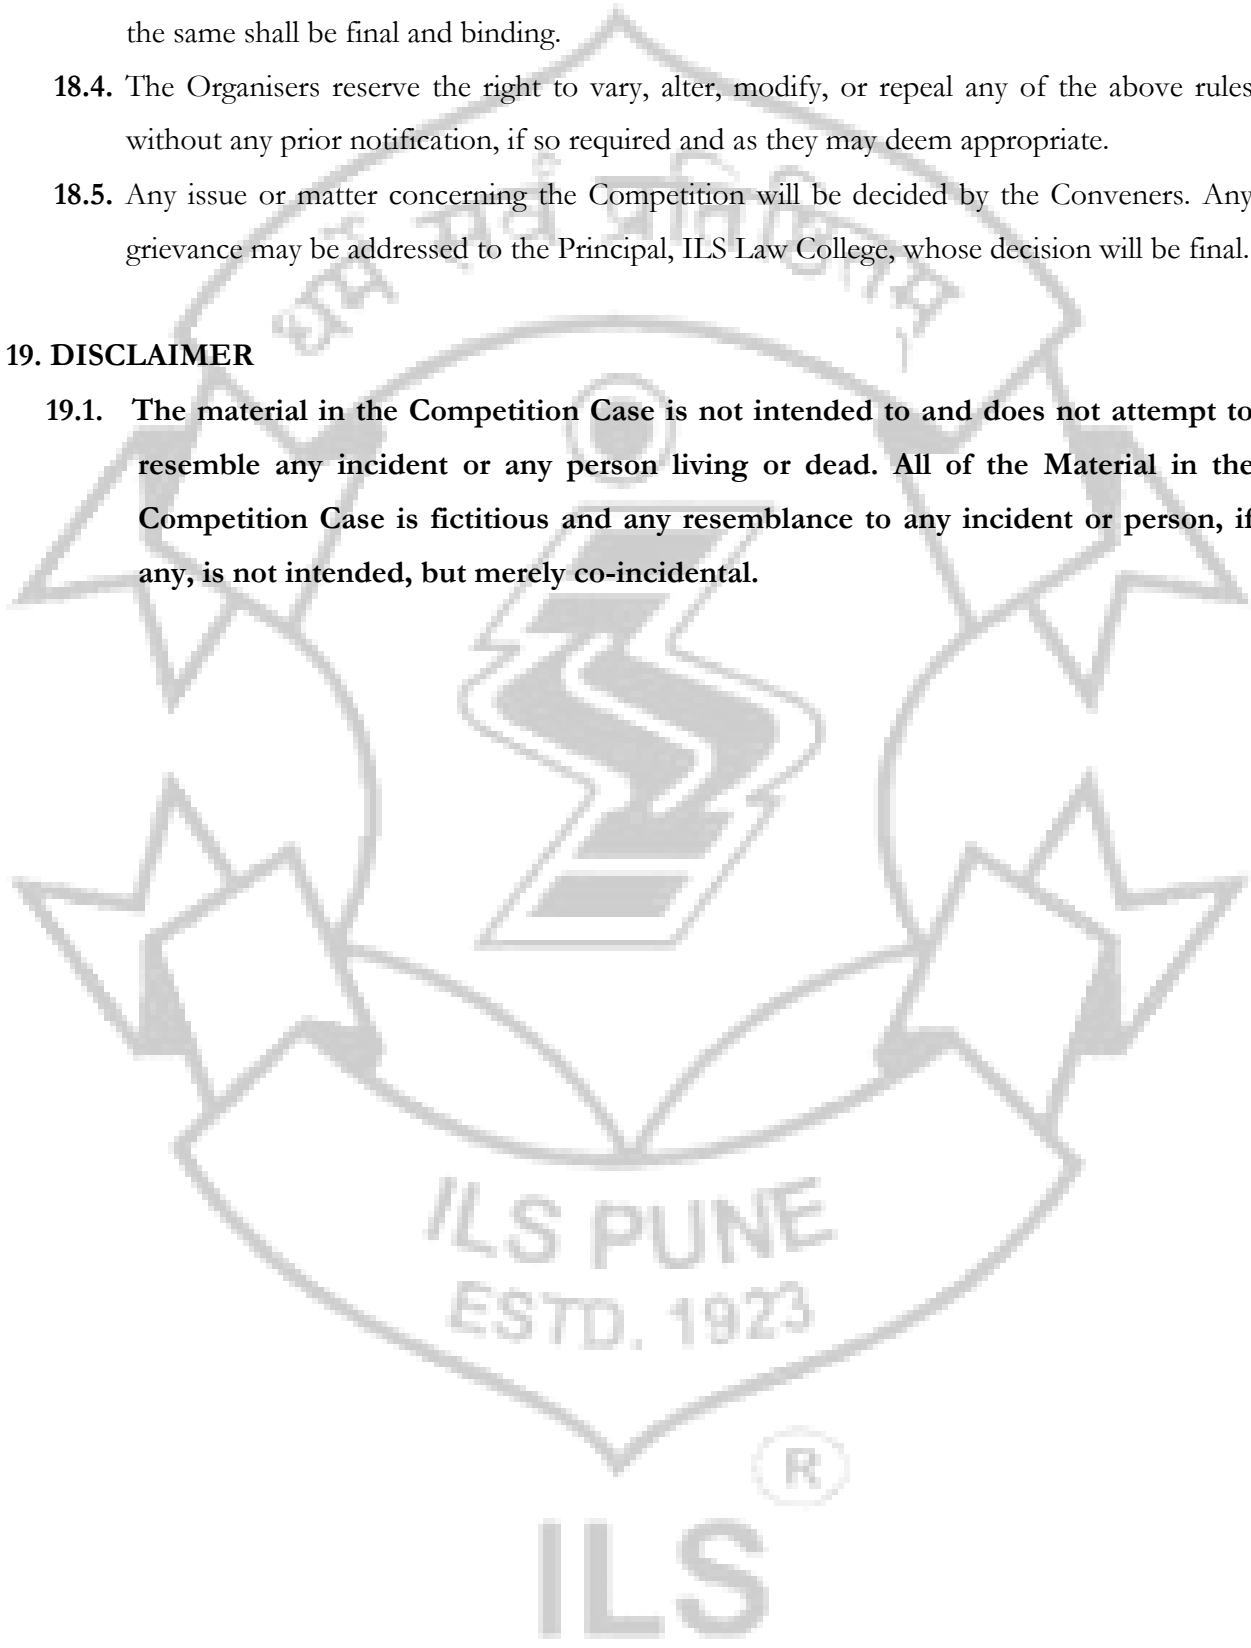 the same shall be final and binding.
18.4. The Organisers reserve the right to vary, alter, modify, or repeal any of the above rules
without any prior notification, if so required and as they may deem appropriate.
18.5. Any issue or matter concerning the Competition will be decided by the Conveners. Any
grievance may be addressed to the Principal, ILS Law College, whose decision will be final.
धर्मे सर्वं प्रतिष्ठितम्
19. DISCLAIMER
19.1. The material in the Competition Case is not intended to and does not attempt to
resemble any incident or any person living or dead. All of the Material in the
Competition Case is fictitious and any resemblance to any incident or person, if
any, is not intended, but merely co-incidental.
ILS PUNE
ESTD. 1923
R
ILS